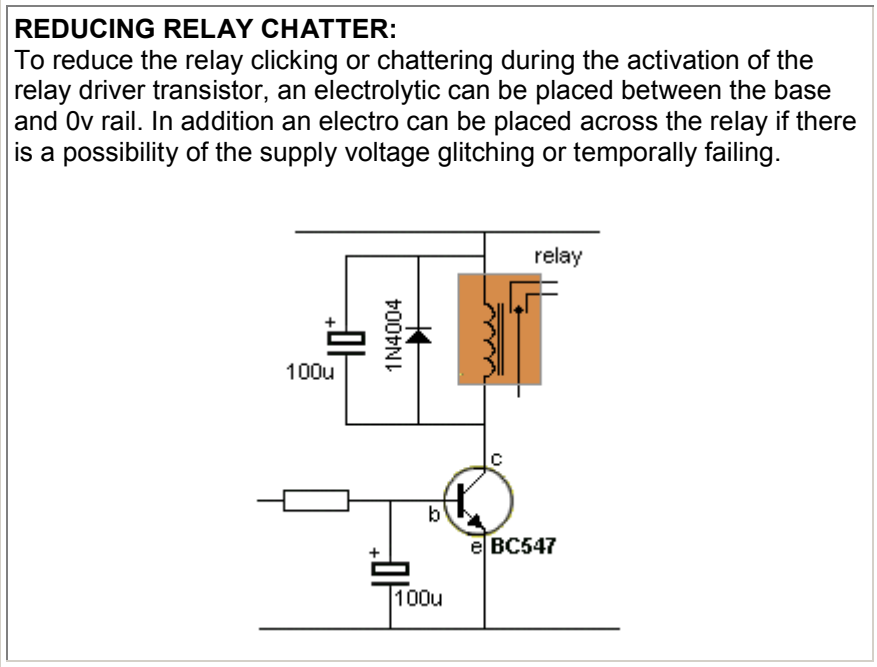 REDUCING RELAY CHATTER:
To reduce the relay clicking or chattering during the activation of the
relay driver transistor, an electrolytic can be placed between the base
and 0v rail. In addition an electro can be placed across the relay if there
is a possibility of the supply voltage glitching or temporally failing.
relay
+
100u
1N4004
c
b
e BC547
+
100u